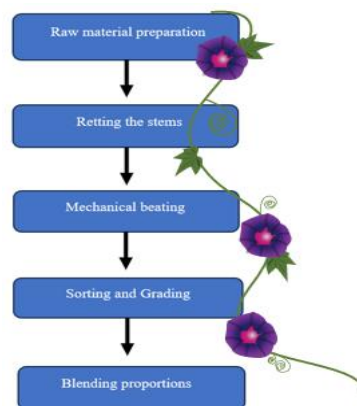 Raw material preparation
Retting the stems
Mechanical beating
Sorting and Grading
Blending proportions